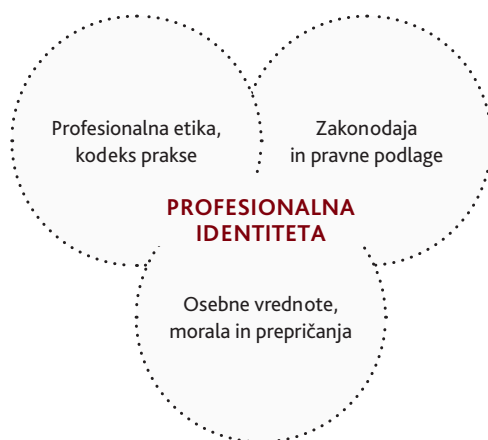 Profesionalna etika,
kodeks prakse
Zakonodaja
in pravne podlage
PROFESIONALNA
IDENTITETA
Osebne vrednote,
morala in prepričanja